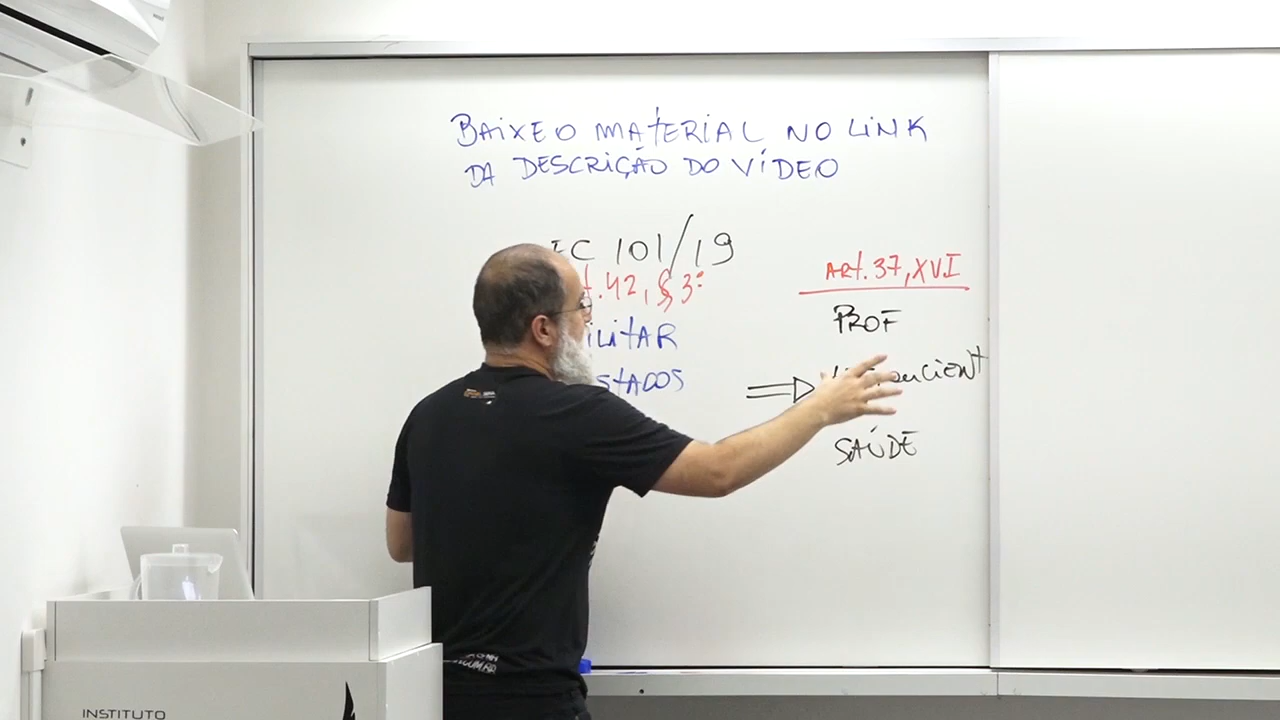 BAIXE O MATERIAL NO LINK
DA DESCRIÇÃO DO VÍDEO
EC 101/19
t.42, § 3º
ILITAR
STADOS
ART. 37, XVI
PROF
SAÚDE
INSTITUTO